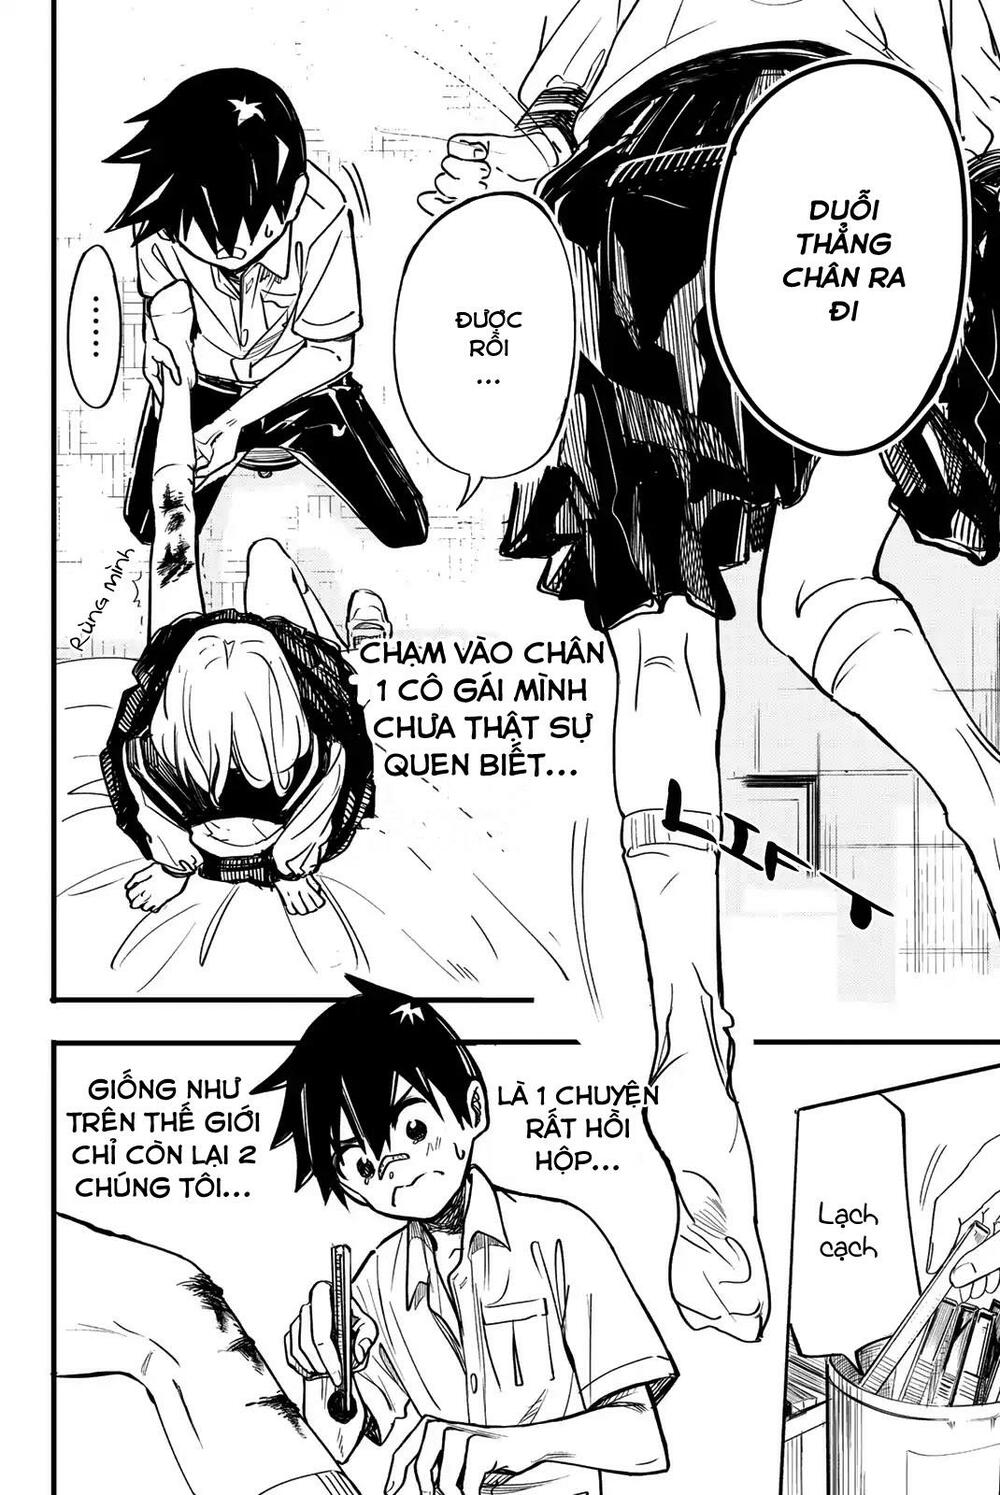 DUỖI
THẲNG
CHÂN RA
ĐI
ĐƯỢC
RỒI
...
......
Rùng mình
CHẠM VÀO CHÂN
1 CÔ GÁI MÌNH
CHƯA THẬT SỰ
QUEN BIẾT...
LIFT
LÀ 1 CHUYỆN
RẤT HỒI
HỘP...
GIỐNG NHƯ
TRÊN THẾ GIỚI
CHỈ CÒN LẠI 2
CHÚNG TÔI...
Lạch
cạch